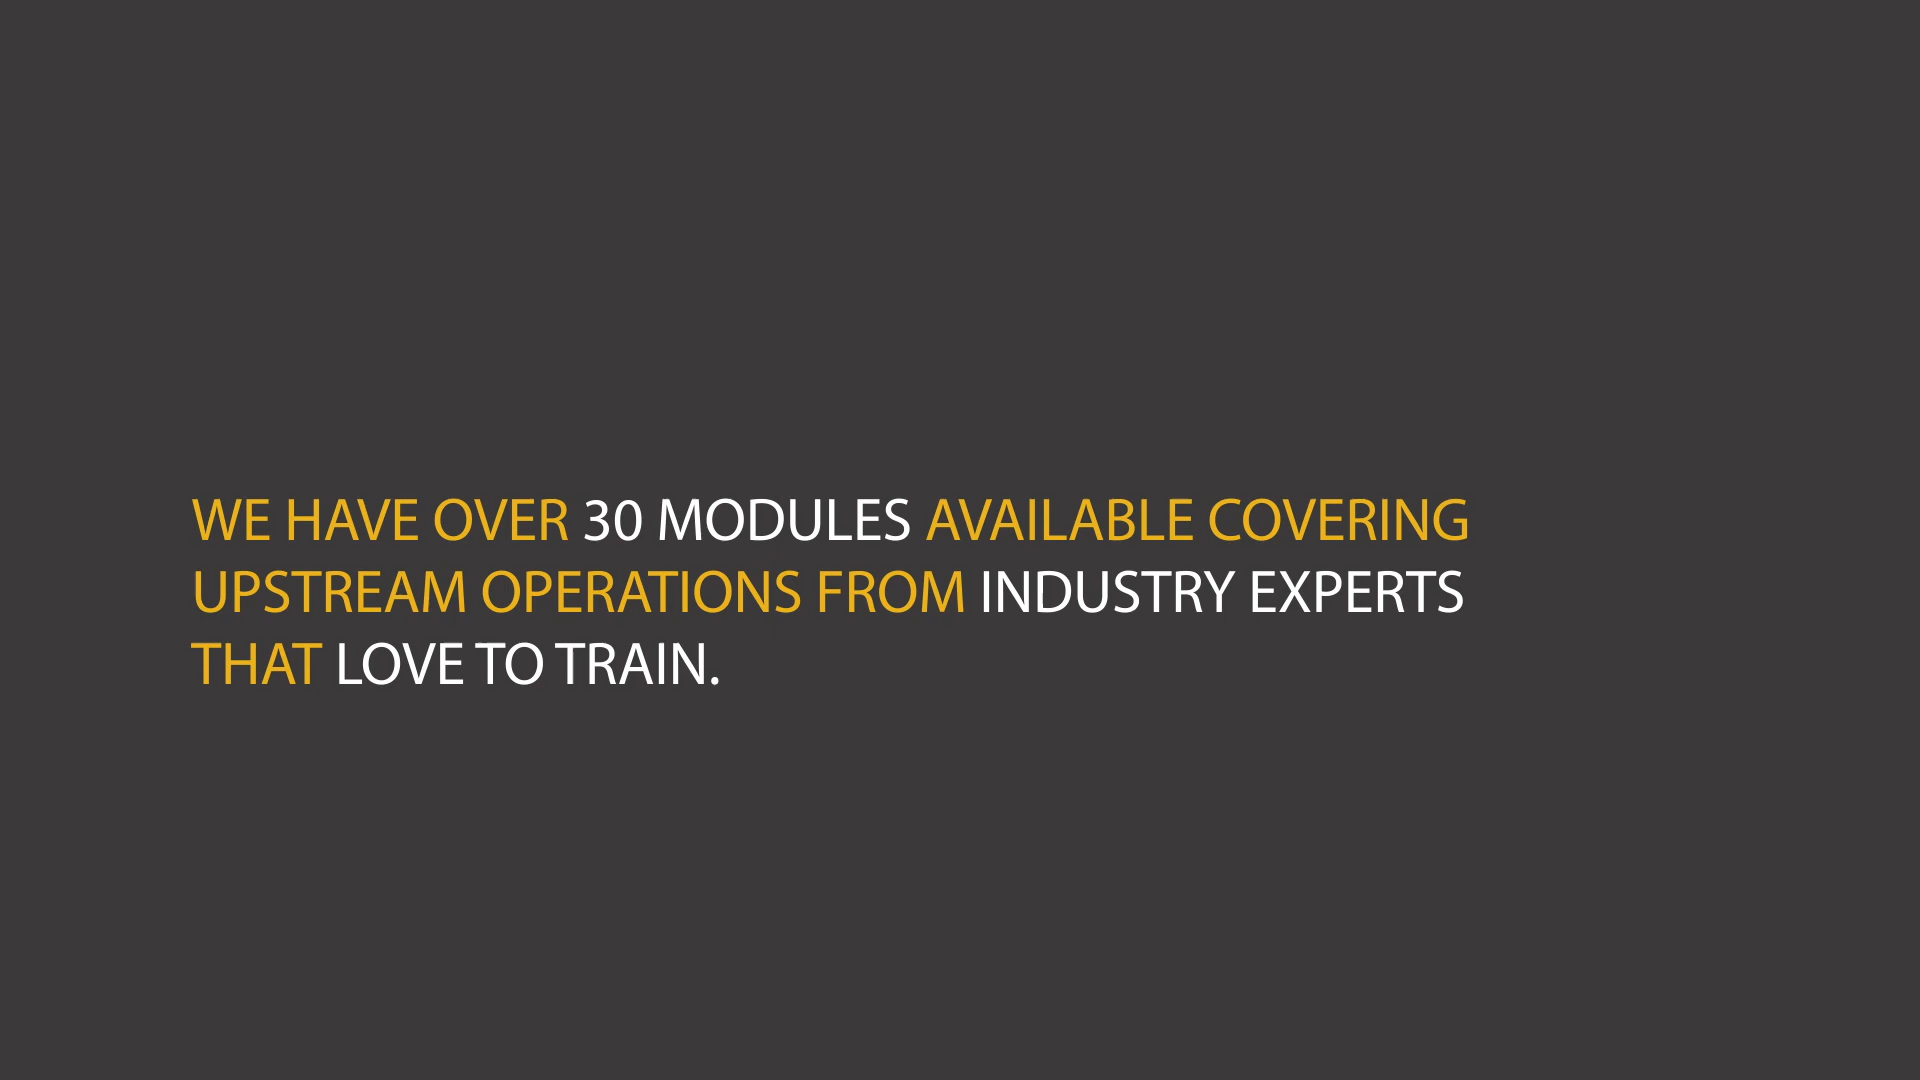 WE HAVE OVER 30 MODULES AVAILABLE COVERING
UPSTREAM OPERATIONS FROM INDUSTRY EXPERTS
THAT LOVE TO TRAIN.